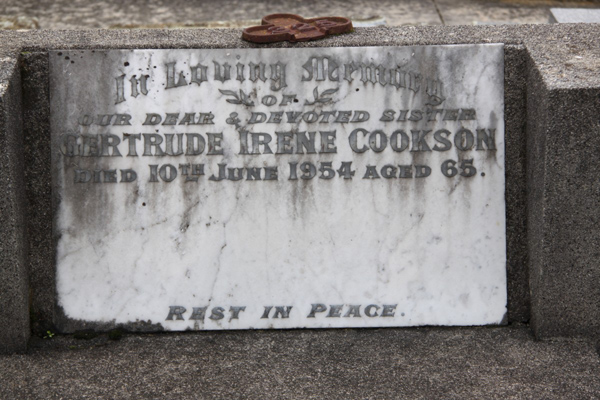 In Loving Memory
OF
OUR DEAR & DEVOTED SISTER
GERTRUDE IRENE COOKSON
DIED 10TH JUNE 1954 AGED 65.
REST IN PEACE.